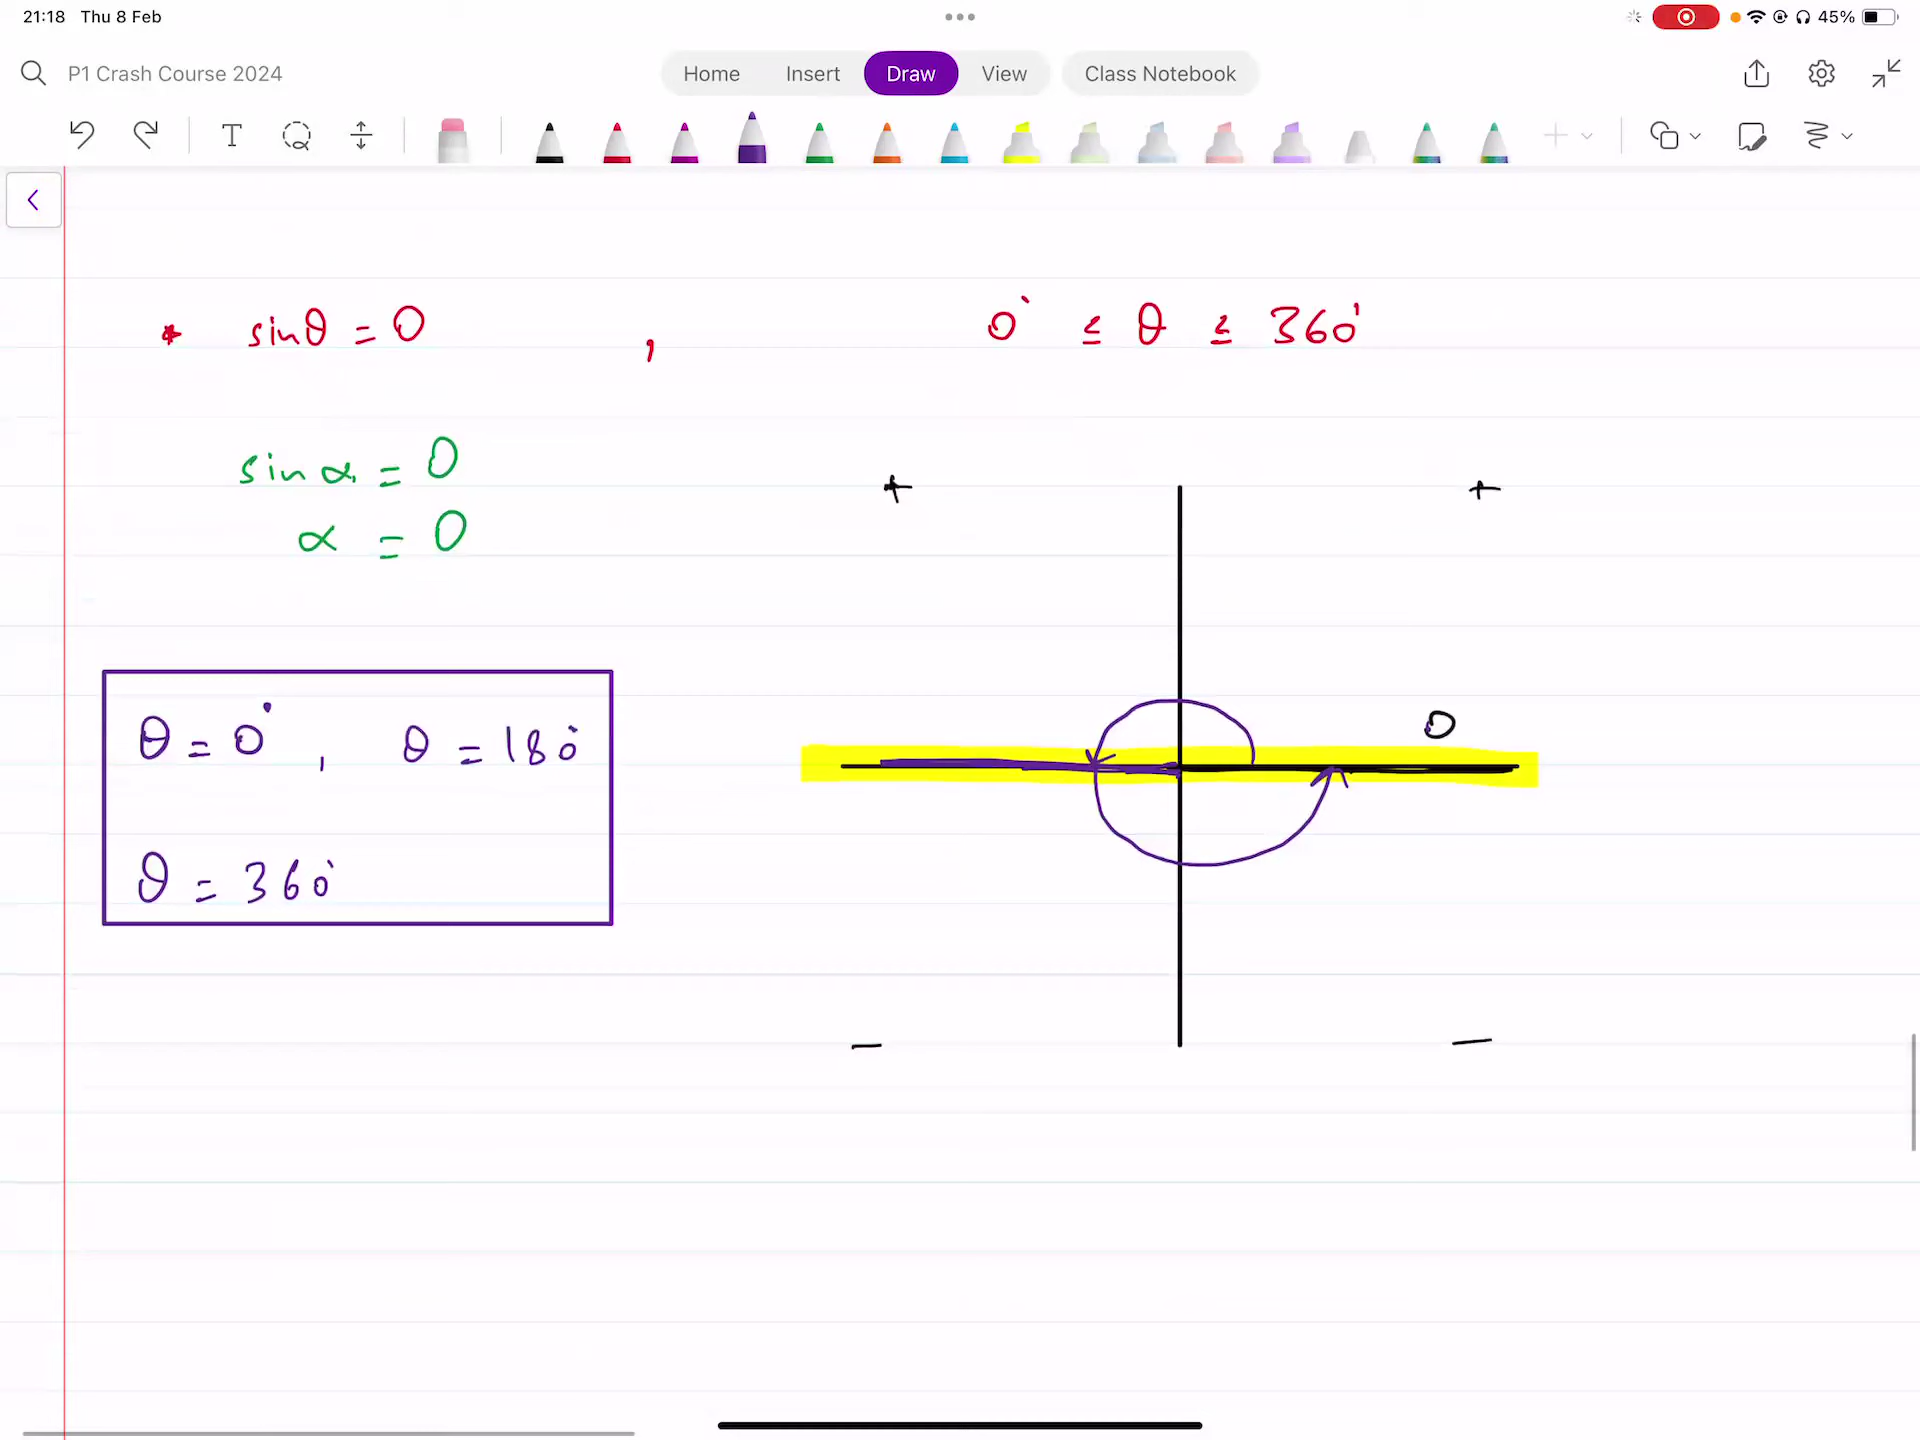 21:18 Thu 8 Feb 45%
P1 Crash Course 2024 Home Insert Draw View Class Notebook
T
* sinθ = 0 , 0° ≤ θ ≤ 360°
sin α = 0
α = 0
+ +
0
θ = 0° , θ = 180°
θ = 360°
− −